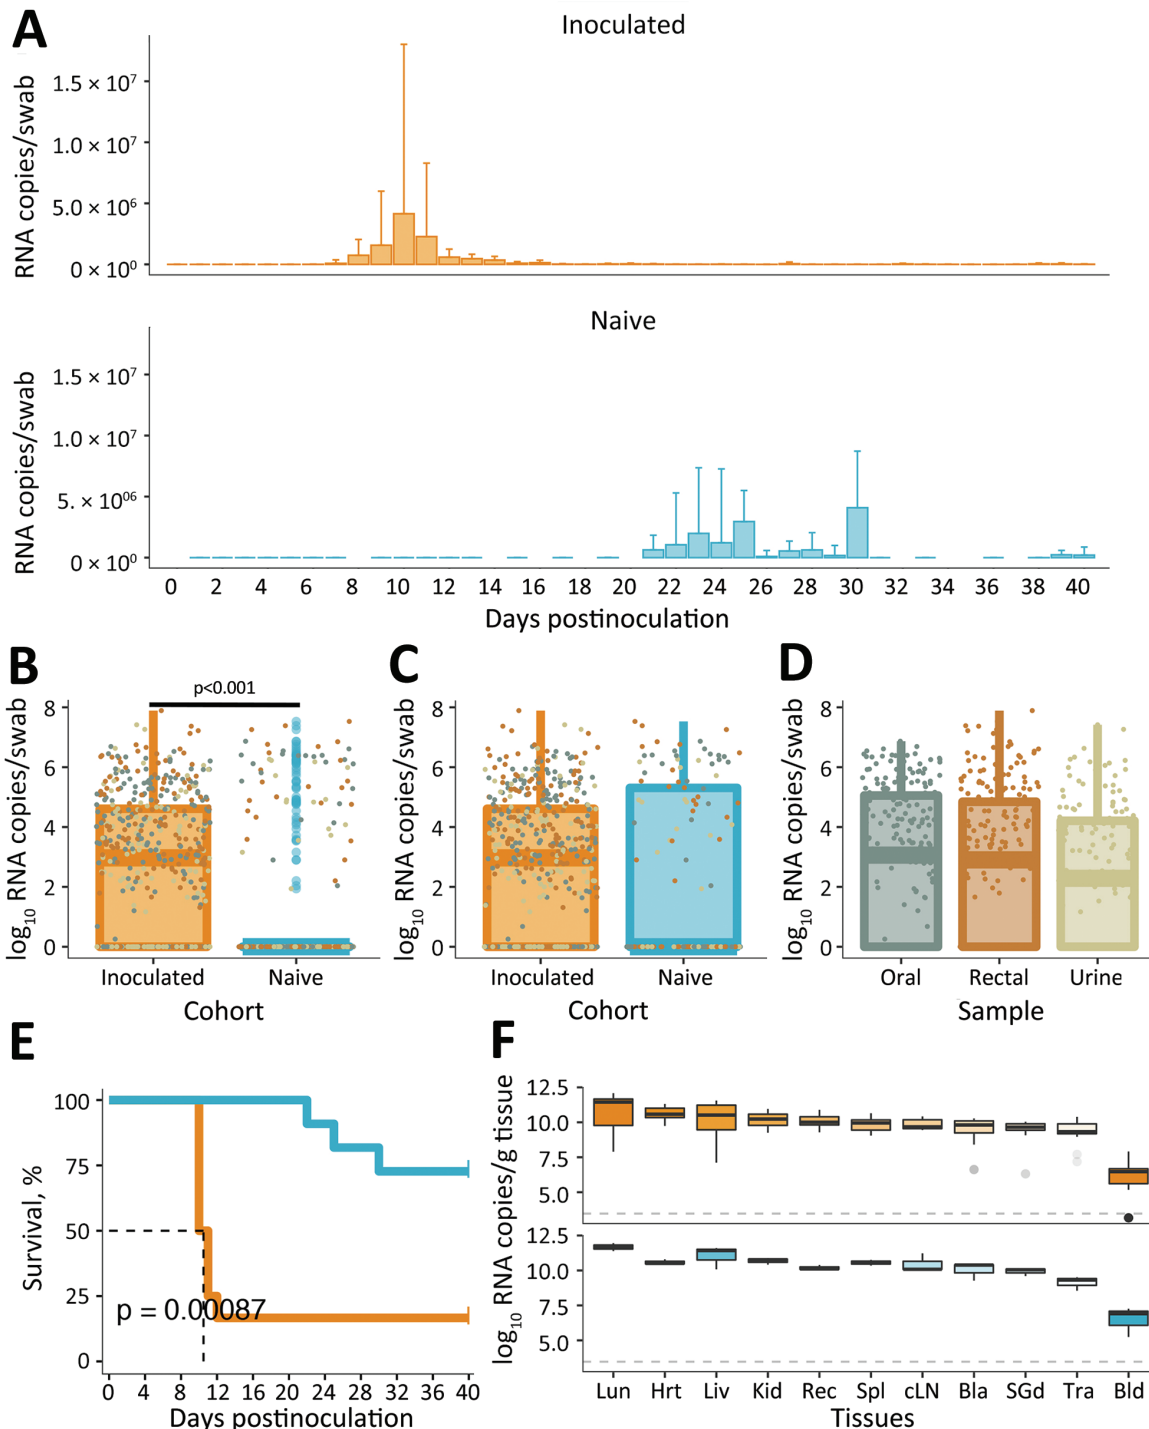 A
Inoculated
RNA copies/swab
1.5 × 10⁷
1.0 × 10⁷
5.0 × 10⁶
0 × 10⁰
Naive
RNA copies/swab
1.5 × 10⁷
1.0 × 10⁷
5. × 10⁰⁶
0 × 10⁰
0 2 4 6 8 10 12 14 16 18 20 22 24 26 28 30 32 34 36 38 40
Days postinoculation
B
p<0.001
log₁₀ RNA copies/swab
8
6
4
2
0
Inoculated Naive
Cohort
C
log₁₀ RNA copies/swab
8
6
4
2
0
Inoculated Naive
Cohort
D
log₁₀ RNA copies/swab
8
6
4
2
0
Oral Rectal Urine
Sample
E
Survival, %
100
75
50
25
0
p = 0.00087
0 4 8 12 16 20 24 28 32 36 40
Days postinoculation
F
log₁₀ RNA copies/g tissue
12.5
10.0
7.5
5.0
12.5
10.0
7.5
5.0
Lun Hrt Liv Kid Rec Spl cLN Bla SGd Tra Bld
Tissues